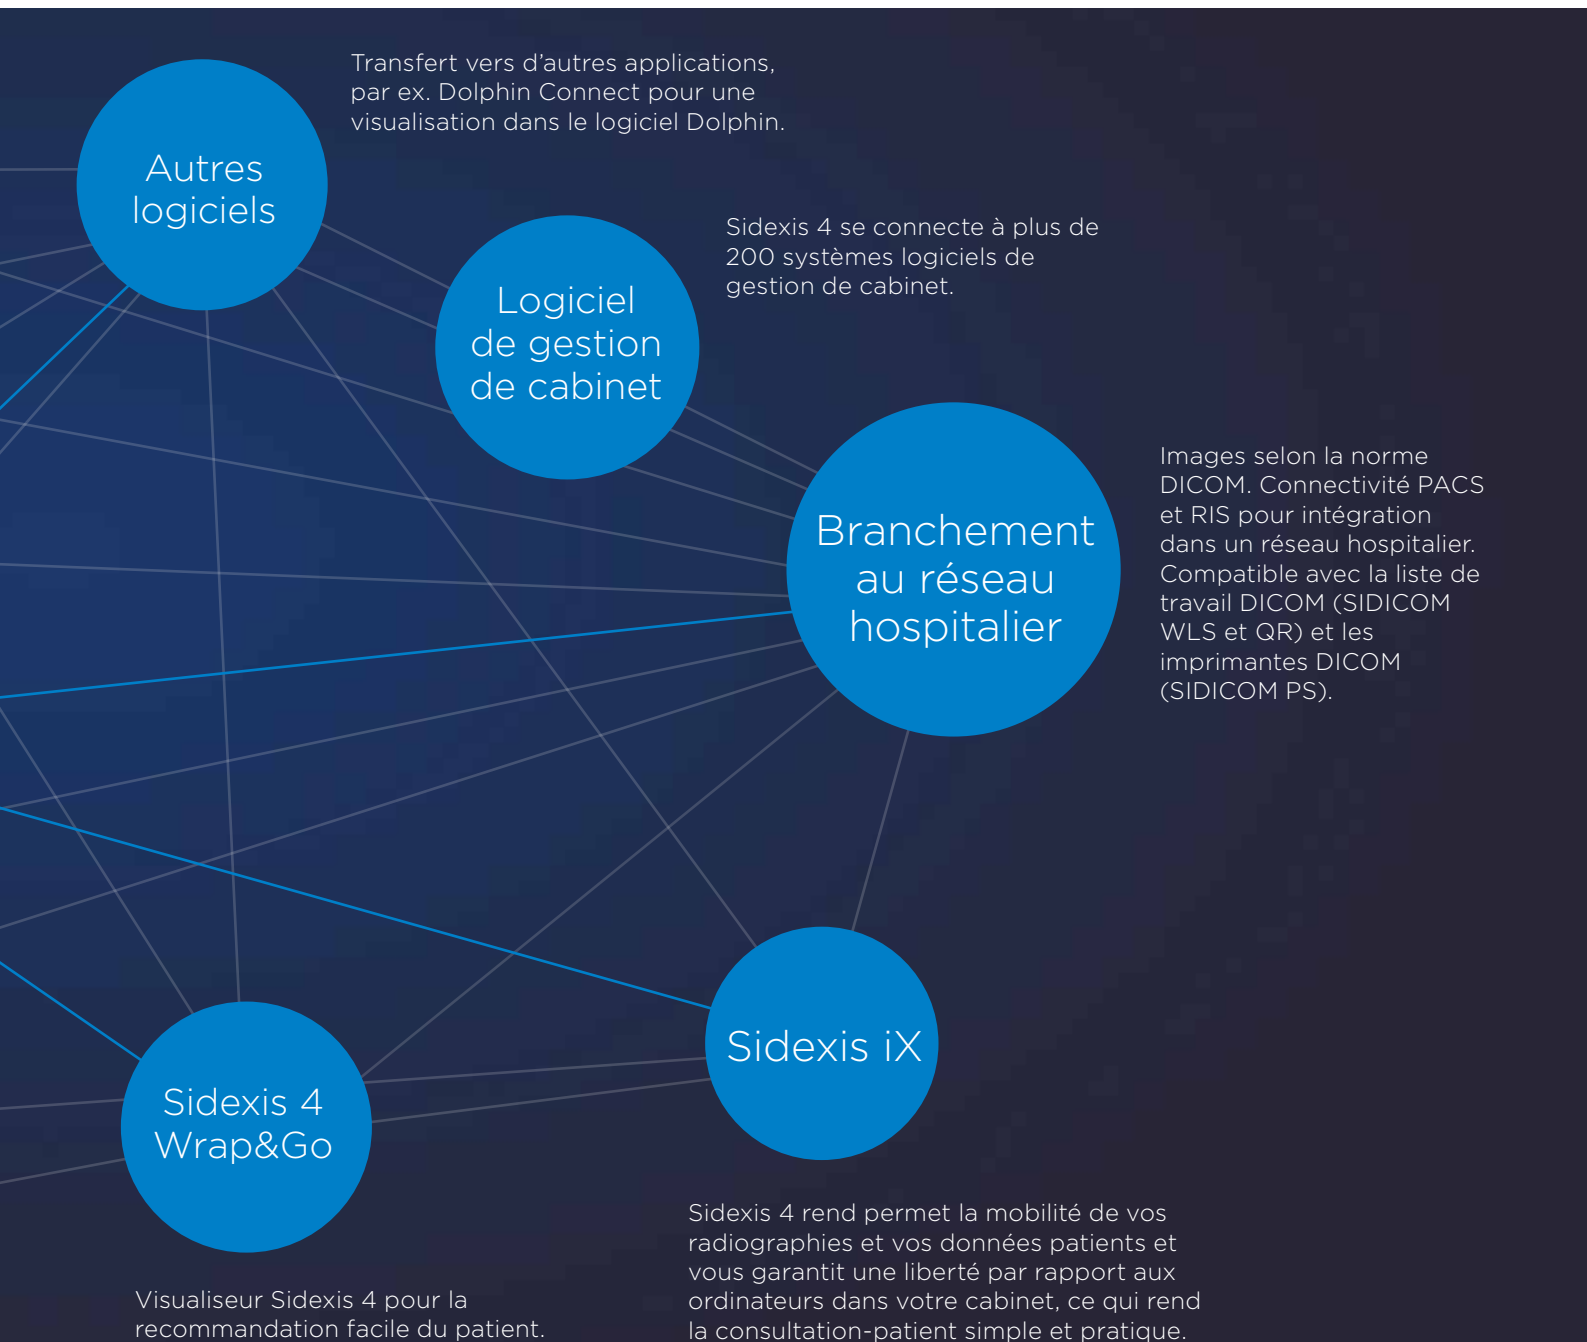 Transfert vers d’autres applications,
par ex. Dolphin Connect pour une
visualisation dans le logiciel Dolphin.
Autres
logiciels
Sidexis 4 se connecte à plus de
200 systèmes logiciels de
gestion de cabinet.
Logiciel
de gestion
de cabinet
Images selon la norme
DICOM. Connectivité PACS
et RIS pour intégration
dans un réseau hospitalier.
Compatible avec la liste de
travail DICOM (SIDICOM
WLS et QR) et les
imprimantes DICOM
(SIDICOM PS).
Branchement
au réseau
hospitalier
Sidexis iX
Sidexis 4
Wrap&Go
Sidexis 4 rend permet la mobilité de vos
radiographies et vos données patients et
vous garantit une liberté par rapport aux
ordinateurs dans votre cabinet, ce qui rend
la consultation-patient simple et pratique.
Visualiseur Sidexis 4 pour la
recommandation facile du patient.